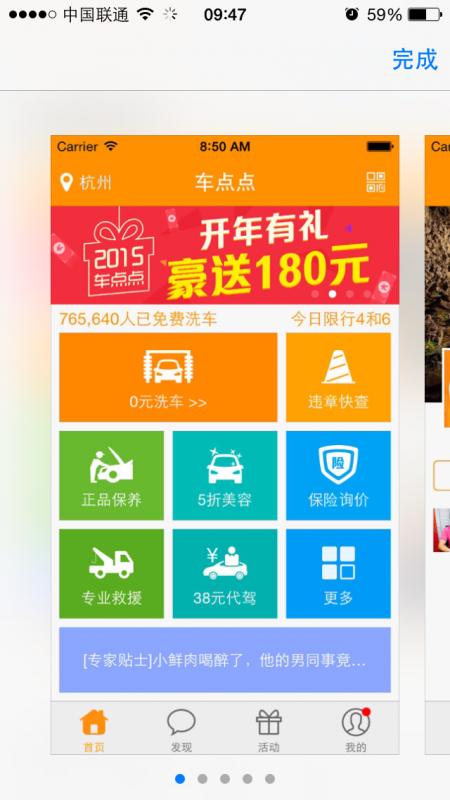 中国联通 09:47 59%
完成
Carrier 8:50 AM
杭州 车点点
2015
车点点
开年有礼
豪送180元
765,640人已免费洗车 今日限行4和6
0元洗车 >> 违章快查
险
正品保养 5折美容 保险询价
¥
专业救援 38元代驾 更多
[专家贴士]小鲜肉喝醉了，他的男同事竟...
首页 发现 活动 我的
Ca